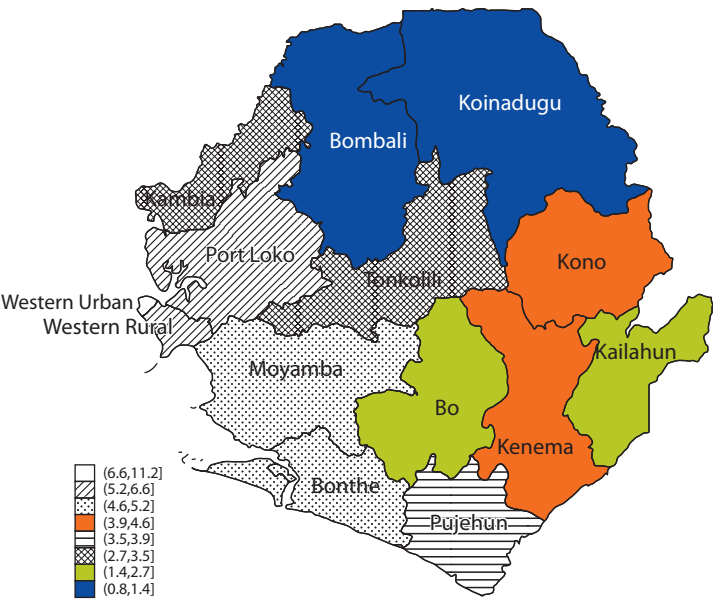 Koinadugu
Bombali
Kambia
Port Loko
Kono
Tonkolili
Western Urban
Western Rural
Kailahun
Moyamba
Bo
Kenema
Bonthe
Pujehun
(6.6,11.2]
(5.2,6.6]
(4.6,5.2]
(3.9,4.6]
(3.5,3.9]
(2.7,3.5]
(1.4,2.7]
(0.8,1.4]